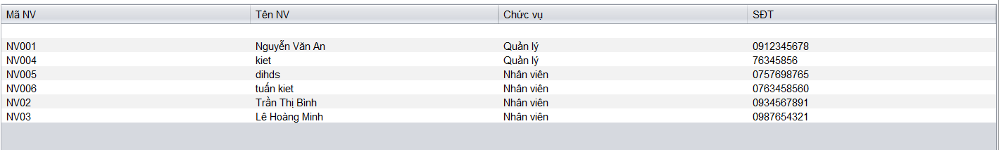 Mã NV Tên NV Chức vụ SĐT
NV001 Nguyễn Văn An Quản lý 0912345678
NV004 kiet Quản lý 76345856
NV005 dihds Nhân viên 0757698765
NV006 tuấn kiet Nhân viên 0763458560
NV02 Trần Thị Bình Nhân viên 0934567891
NV03 Lê Hoàng Minh Nhân viên 0987654321